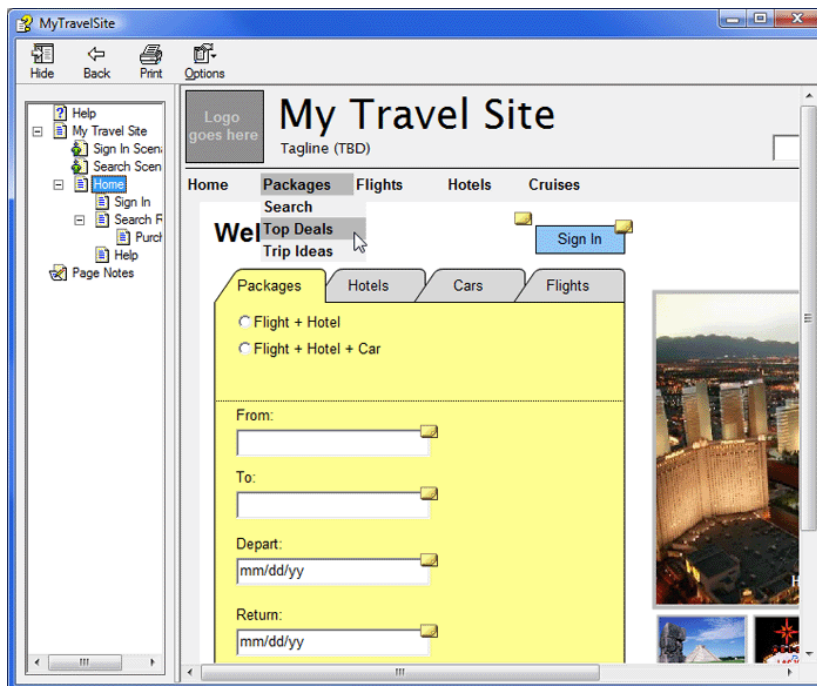 MyTravelSite
Hide Back Print Options
Help
My Travel Site
Sign In Scen
Search Scen
Home
Sign In
Search R
Purch
Help
Page Notes
Logo
goes here
My Travel Site
Tagline (TBD)
Home Packages Flights Hotels Cruises
Search
Top Deals
Trip Ideas
Wel
Sign In
Packages Hotels Cars Flights
Flight + Hotel
Flight + Hotel + Car
From:
To:
Depart:
mm/dd/yy
Return:
mm/dd/yy